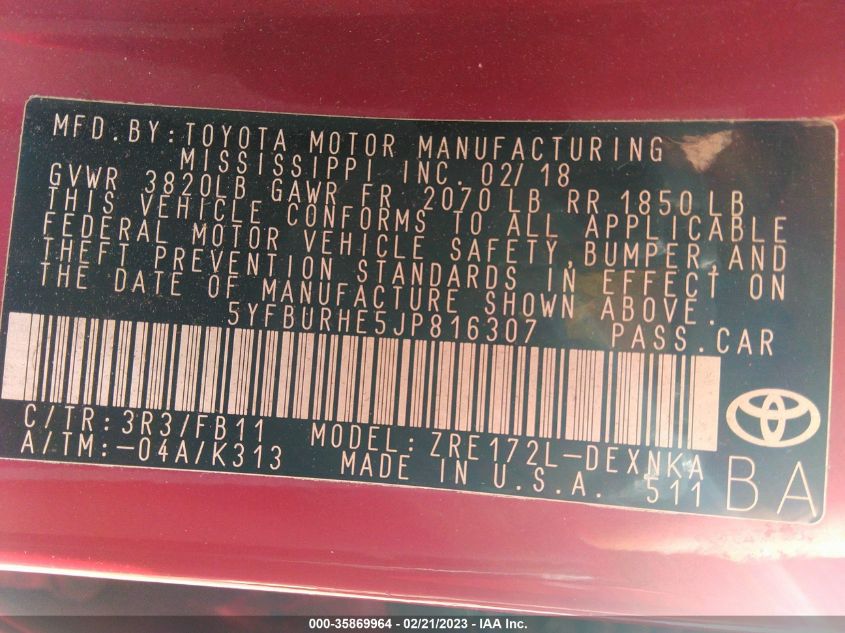 MFD.BY:TOYOTA MOTOR MANUFACTURING
MISSISSIPPI INC. 02/18
GVWR 3820LB GAWR FR 2070 LB RR 1850 LB
THIS VEHICLE CONFORMS TO ALL APPLICABLE
FEDERAL MOTOR VEHICLE SAFETY,BUMPER,AND
THEFT PREVENTION STANDARDS IN EFFECT ON
THE DATE OF MANUFACTURE SHOWN ABOVE.
5YFBURHE5JP816307 PASS.CAR
C/TR:3R3/FB11 MODEL:ZRE172L-DEXNKA
A/TM:-04A/K313 MADE IN U.S.A. 511
BA
000-35869964 - 02/21/2023 - IAA Inc.